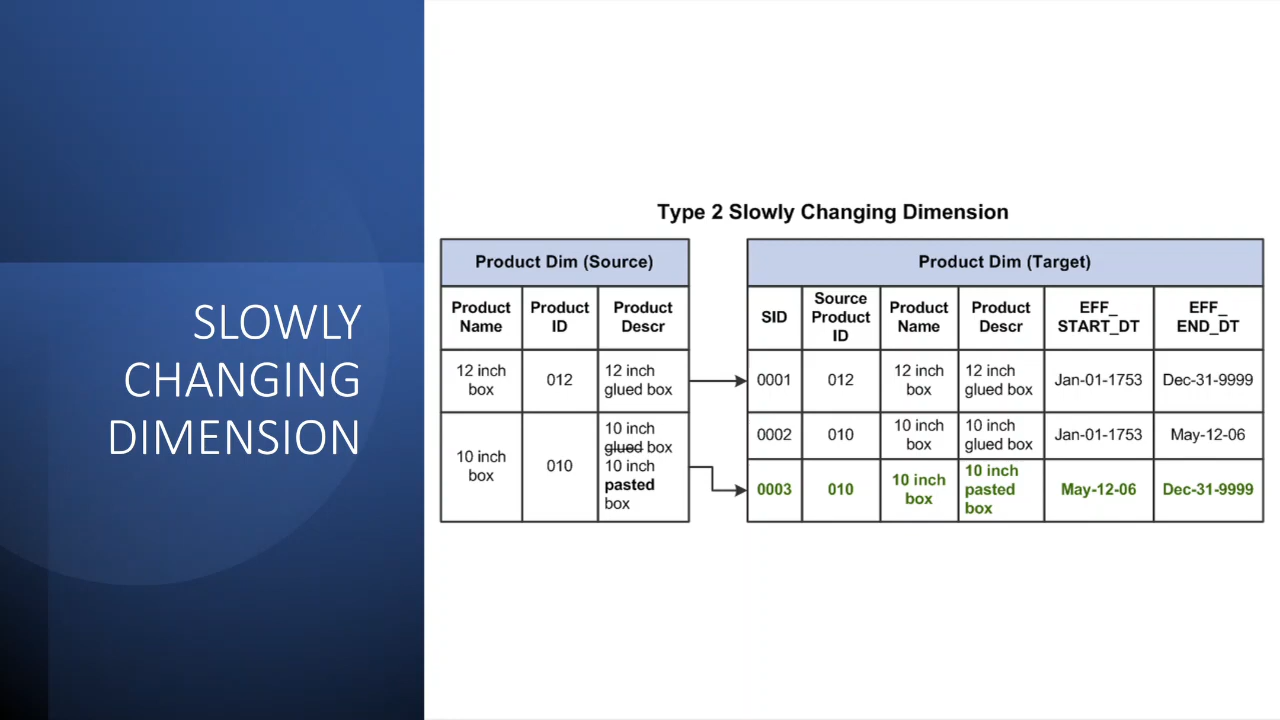 SLOWLY
CHANGING
DIMENSION
Type 2 Slowly Changing Dimension
Product Dim (Source)
Product
Name
Product
ID
Product
Descr
12 inch
box
012
12 inch
glued box
10 inch
box
010
10 inch
glued box
10 inch
pasted
box
Product Dim (Target)
SID
Source
Product
ID
Product
Name
Product
Descr
EFF_
START_DT
EFF_
END_DT
0001
012
12 inch
box
12 inch
glued box
Jan-01-1753
Dec-31-9999
0002
010
10 inch
box
10 inch
glued box
Jan-01-1753
May-12-06
0003
010
10 inch
box
10 inch
pasted
box
May-12-06
Dec-31-9999